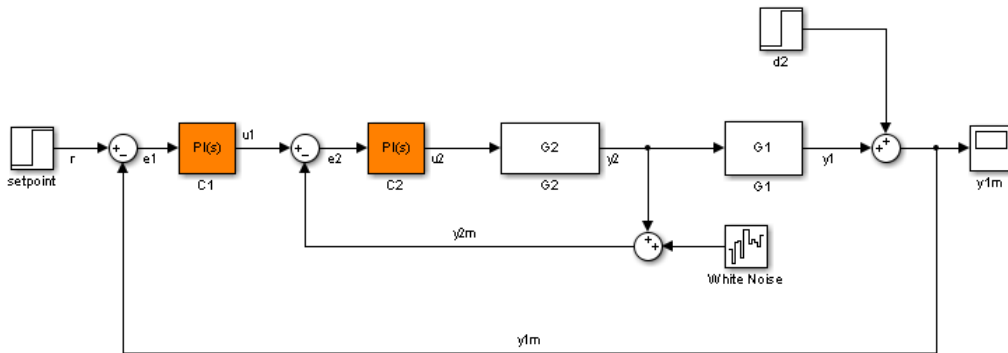 d2
setpoint
r
+
−
e1
PI(s)
C1
u1
+
−
e2
PI(s)
C2
u2
G2
G2
y2
G1
G1
y1
+
+
y1m
y2m
+
+
White Noise
y1m